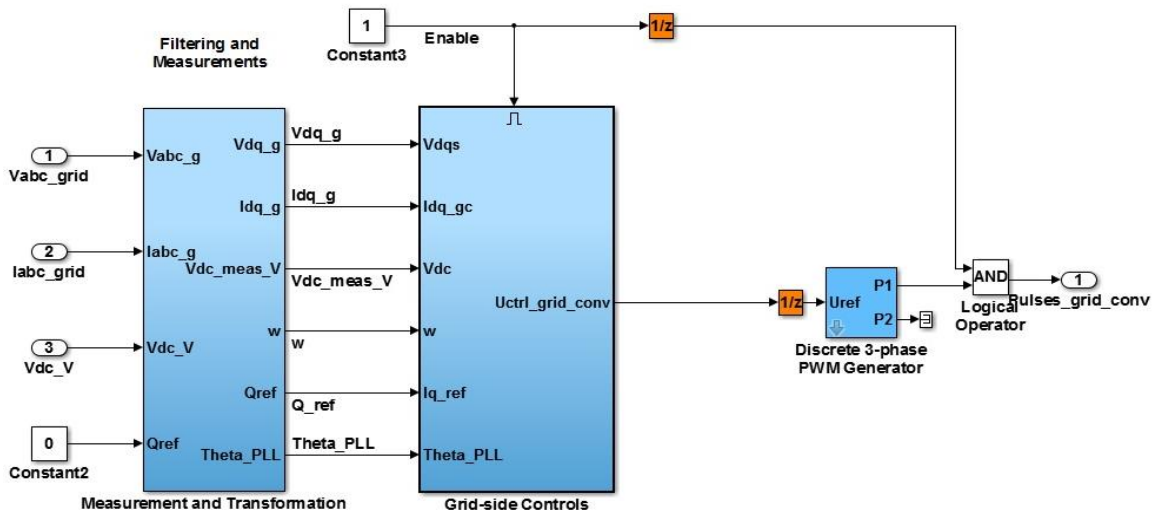 1
Constant3
Enable
1/z
Filtering and
Measurements
1
Vabc_grid
2
Iabc_grid
3
Vdc_V
0
Constant2
Vabc_g
Iabc_g
Vdc_V
Qref
Vdq_g
Idq_g
Vdc_meas_V
w
Qref
Theta_PLL
Measurement and Transformation
Vdq_g
Idq_g
Vdc_meas_V
w
Q_ref
Theta_PLL
Vdqs
Idq_gc
Vdc
w
Iq_ref
Theta_PLL
Uctrl_grid_conv
Grid-side Controls
1/z
Uref
P1
P2
Discrete 3-phase
PWM Generator
AND
Logical
Operator
1
Pulses_grid_conv